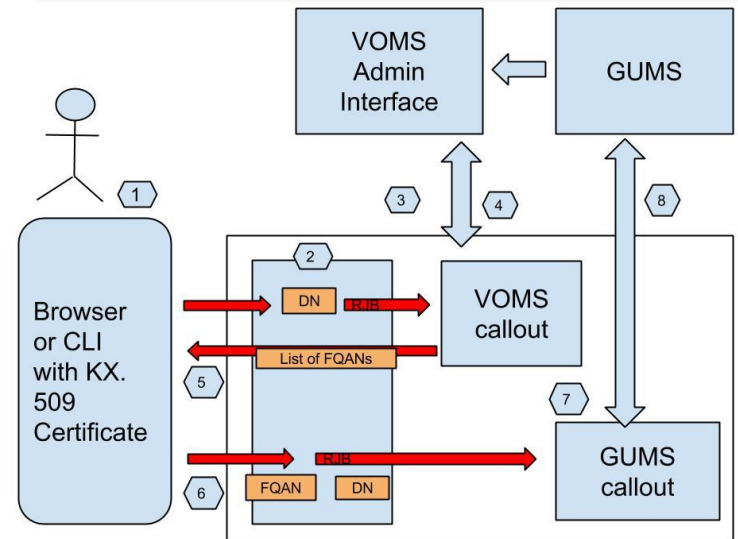 VOMS
Admin
Interface
GUMS
1
3
4
8
2
DN
RJB
VOMS
callout
List of FQANs
5
Browser
or CLI
with KX.
509
Certificate
7
RJB
GUMS
callout
6
FQAN
DN